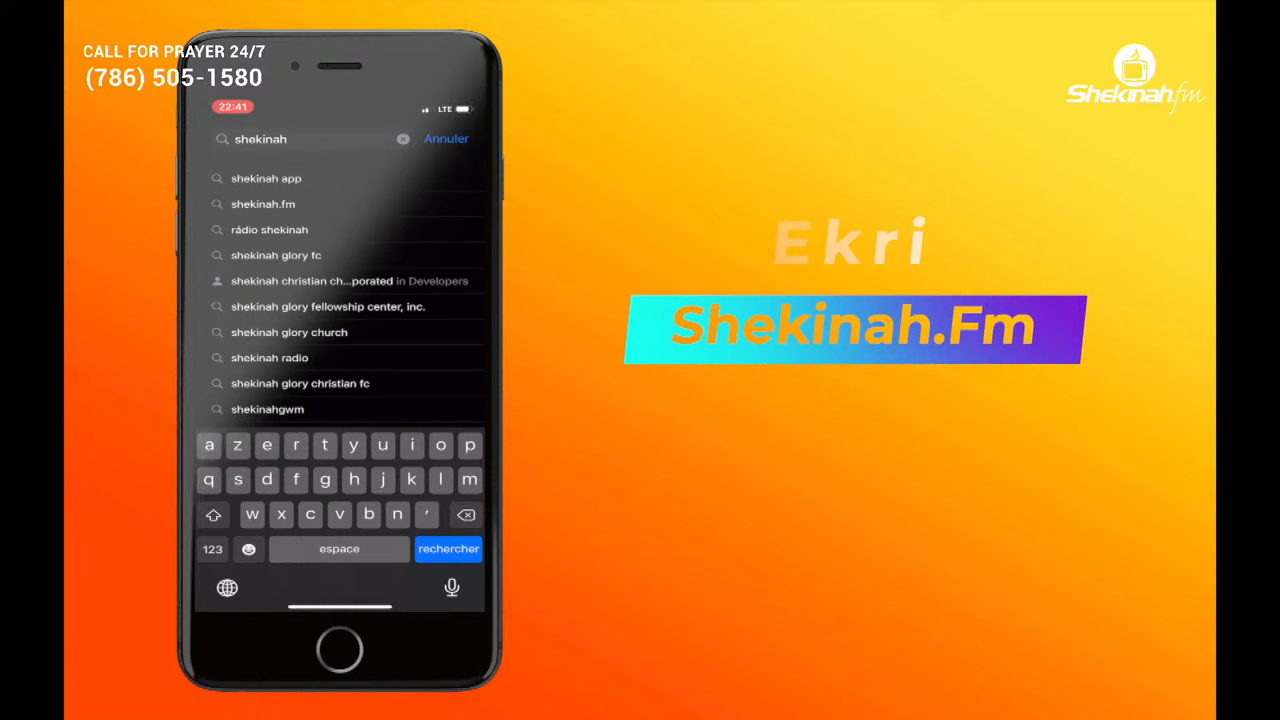 CALL FOR PRAYER 24/7
(786) 505-1580
22:41
LTE
shekinah
Annuler
shekinah app
shekinah.fm
rádio shekinah
shekinah glory fc
shekinah christian ch...porated in Developers
shekinah glory fellowship center, inc.
shekinah glory church
shekinah radio
shekinah glory christian fc
shekinahgwm
a z e r t y u i o p
q s d f g h j k l m
w x c v b n ′
123 espace rechercher
Shekinah.fm
Ekri
Shekinah.Fm